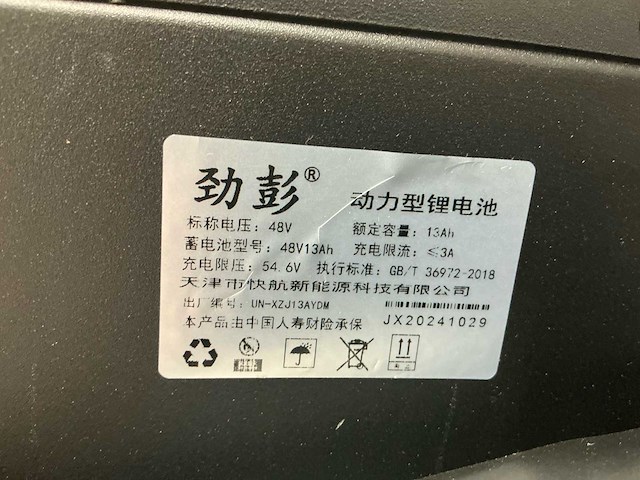 劲彭®
动力型锂电池
标称电压：48V 额定容量：13Ah
蓄电池型号：48V13Ah 充电限流：≤3A
充电限压：54.6V 执行标准：GB/T 36972-2018
天津市快航新能源科技有限公司
出厂编号：UN-XZJ13AYDM
本产品由中国人寿财险承保 JX20241029